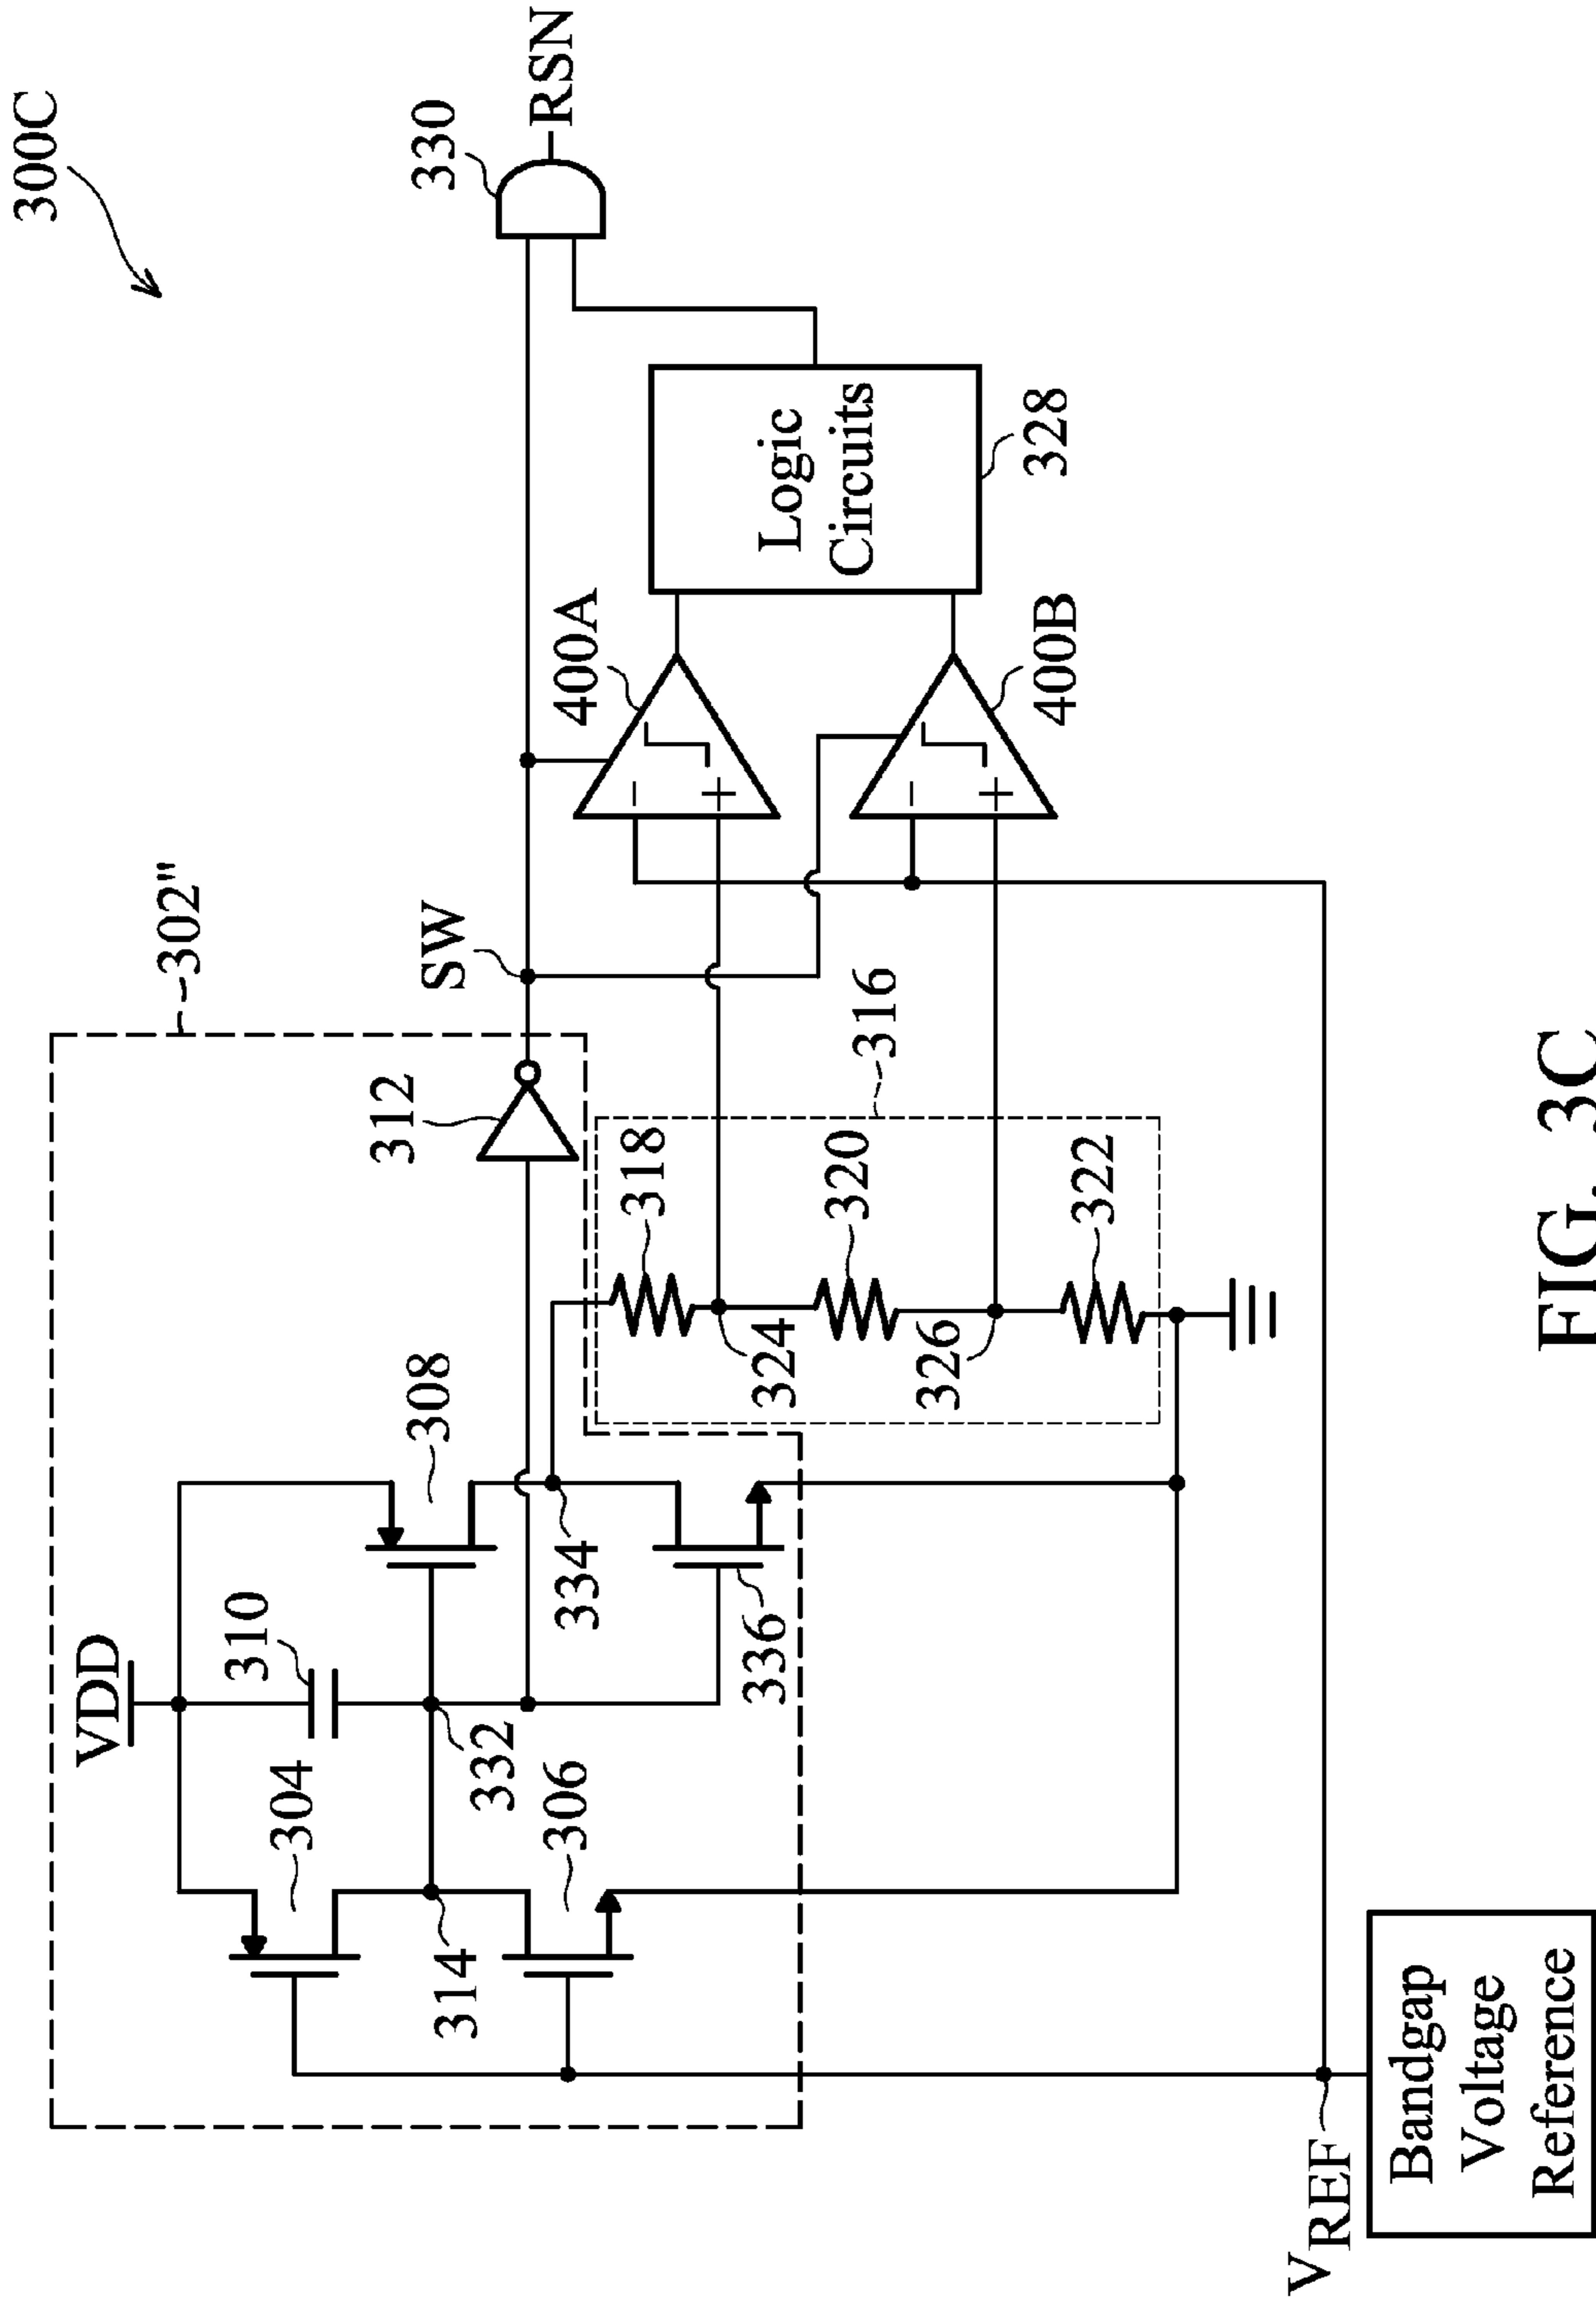 300C
302"
VDD
304
310
308
312
SW
330
RSN
314
332
306
334
336
318
324
320
326
322
316
400A
400B
Logic
Circuits
328
VREF
Bandgap
Voltage
Reference
FIG. 3C